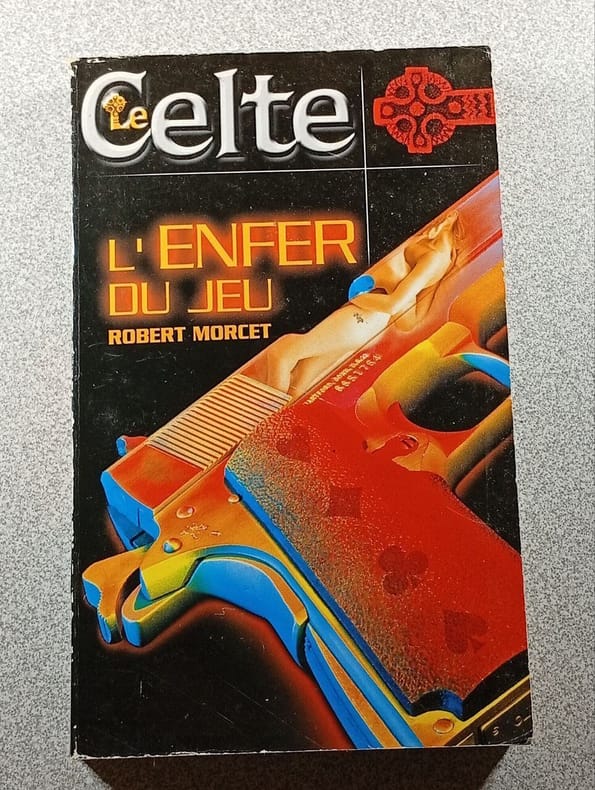 Le Celte
L'ENFER
DU JEU
ROBERT MORCET